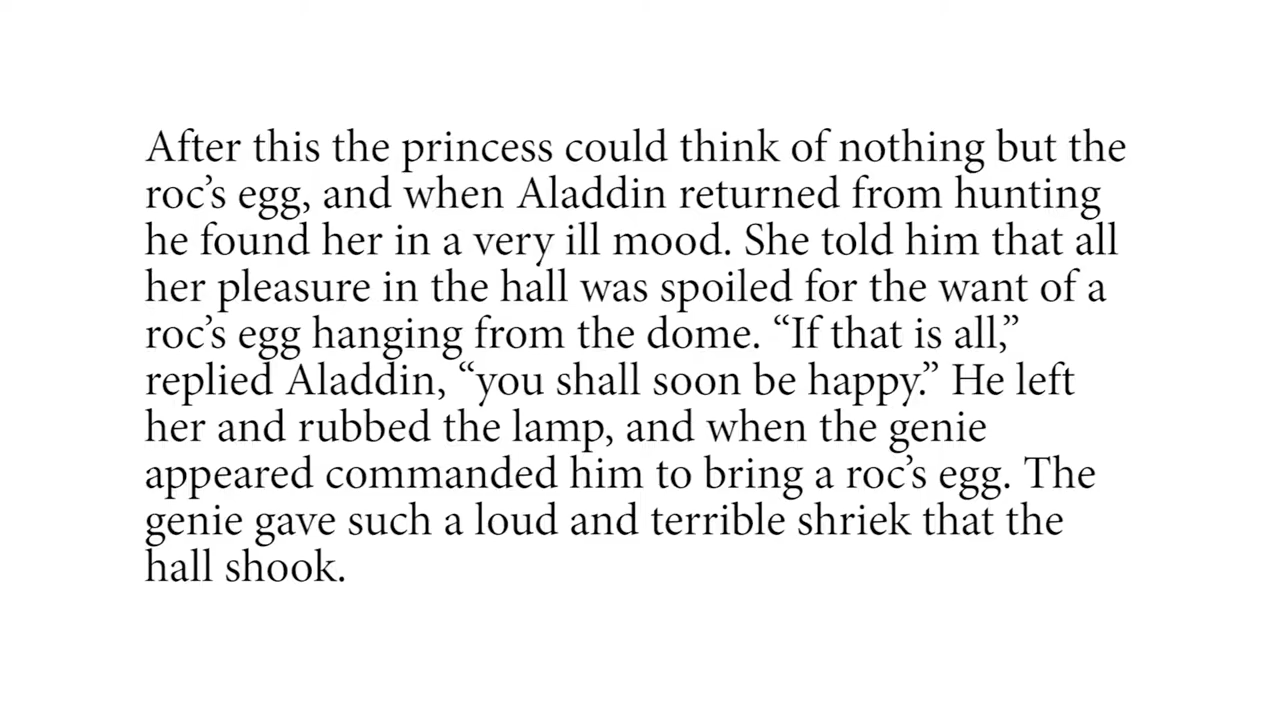 After this the princess could think of nothing but the
roc’s egg, and when Aladdin returned from hunting
he found her in a very ill mood. She told him that all
her pleasure in the hall was spoiled for the want of a
roc’s egg hanging from the dome. “If that is all,”
replied Aladdin, “you shall soon be happy.” He left
her and rubbed the lamp, and when the genie
appeared commanded him to bring a roc’s egg. The
genie gave such a loud and terrible shriek that the
hall shook.